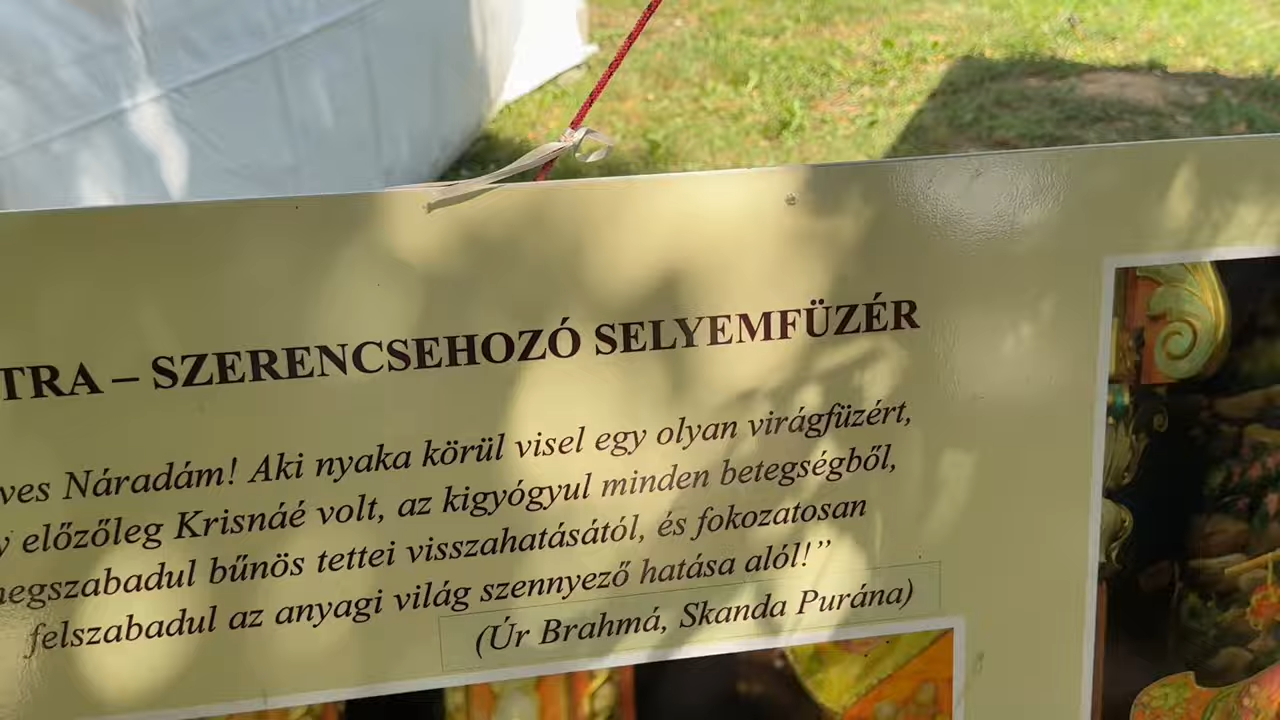 TRA – SZERENCSEHOZÓ SELYEMFÜZÉR
ves Náradám! Aki nyaka körül visel egy olyan virágfüzért,
y előzőleg Krisnáé volt, az kigyógyul minden betegségből,
megszabadul bűnös tettei visszahatásától, és fokozatosan
felszabadul az anyagi világ szennyező hatása alól!”
(Úr Brahmá, Skanda Purána)